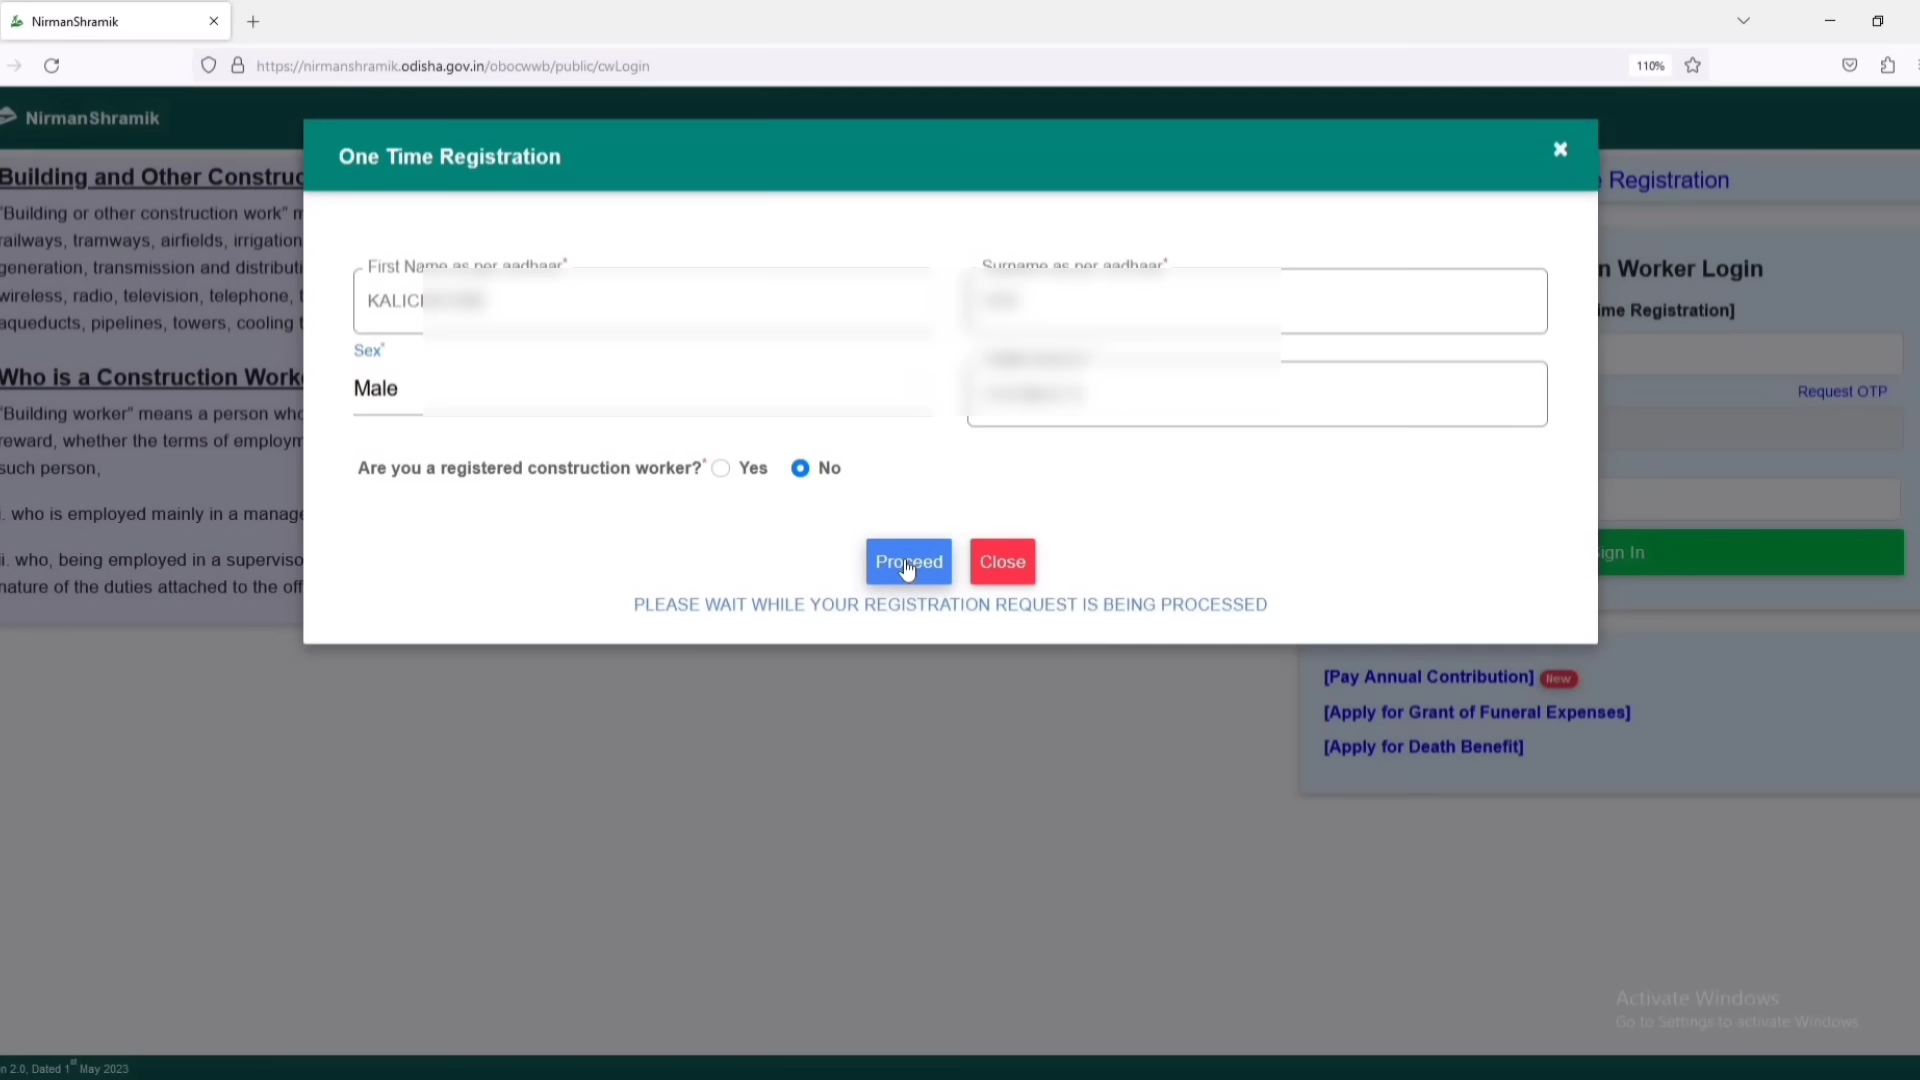 NirmanShramik
https://nirmanshramik.odisha.gov.in/obocwwb/public/cwLogin
110%
NirmanShramik
One Time Registration
Registration
Building and Other Construc
"Building or other construction work" m
railways, tramways, airfields, irrigation
generation, transmission and distributi
wireless, radio, television, telephone, t
aqueducts, pipelines, towers, cooling t
Who is a Construction Work
"Building worker" means a person who
reward, whether the terms of employm
such person,
i. who is employed mainly in a manage
ii. who, being employed in a superviso
nature of the duties attached to the off
First Name as per aadhaar*
Surname as per aadhaar*
KALIC
Sex*
Male
Are you a registered construction worker?* Yes No
Proceed Close
PLEASE WAIT WHILE YOUR REGISTRATION REQUEST IS BEING PROCESSED
n Worker Login
ime Registration]
Request OTP
ign In
[Pay Annual Contribution] New
[Apply for Grant of Funeral Expenses]
[Apply for Death Benefit]
Activate Windows
Go to Settings to activate Windows
n 2.0, Dated 1st May 2023